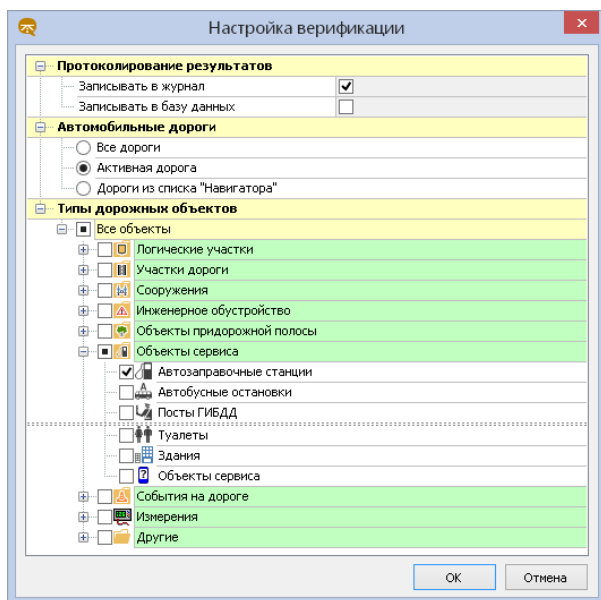 Настройка верификации
Протоколирование результатов
Записывать в журнал
Записывать в базу данных
Автомобильные дороги
Все дороги
Активная дорога
Дороги из списка "Навигатора"
Типы дорожных объектов
Все объекты
Логические участки
Участки дороги
Сооружения
Инженерное обустройство
Объекты придорожной полосы
Объекты сервиса
Автозаправочные станции
Автобусные остановки
Посты ГИБДД
Туалеты
Здания
Объекты сервиса
События на дороге
Измерения
Другие
ОК Отмена